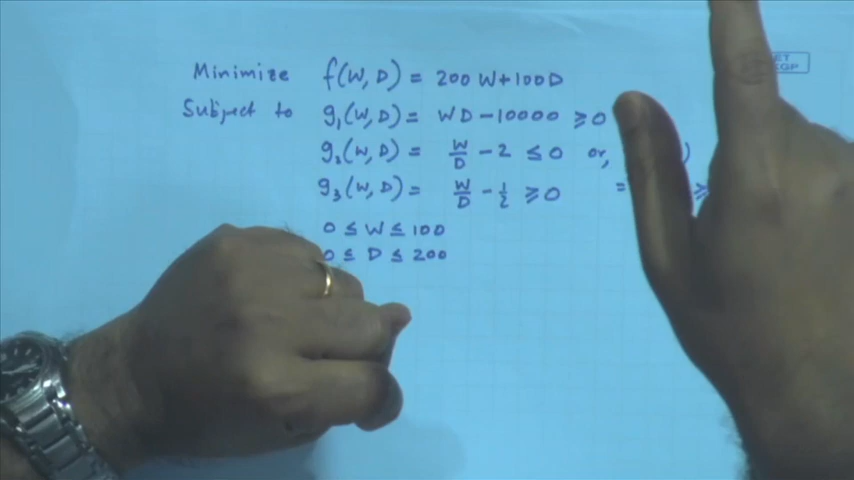 Minimize f(W, D) = 200 W + 100 D
Subject to g₁(W, D) = WD - 10000 ≥ 0
g₂(W, D) = W/D - 2 ≤ 0 or, )
g₃(W, D) = W/D - 1/2 ≥ 0 = ≥
0 ≤ W ≤ 100
0 ≤ D ≤ 200
KGP